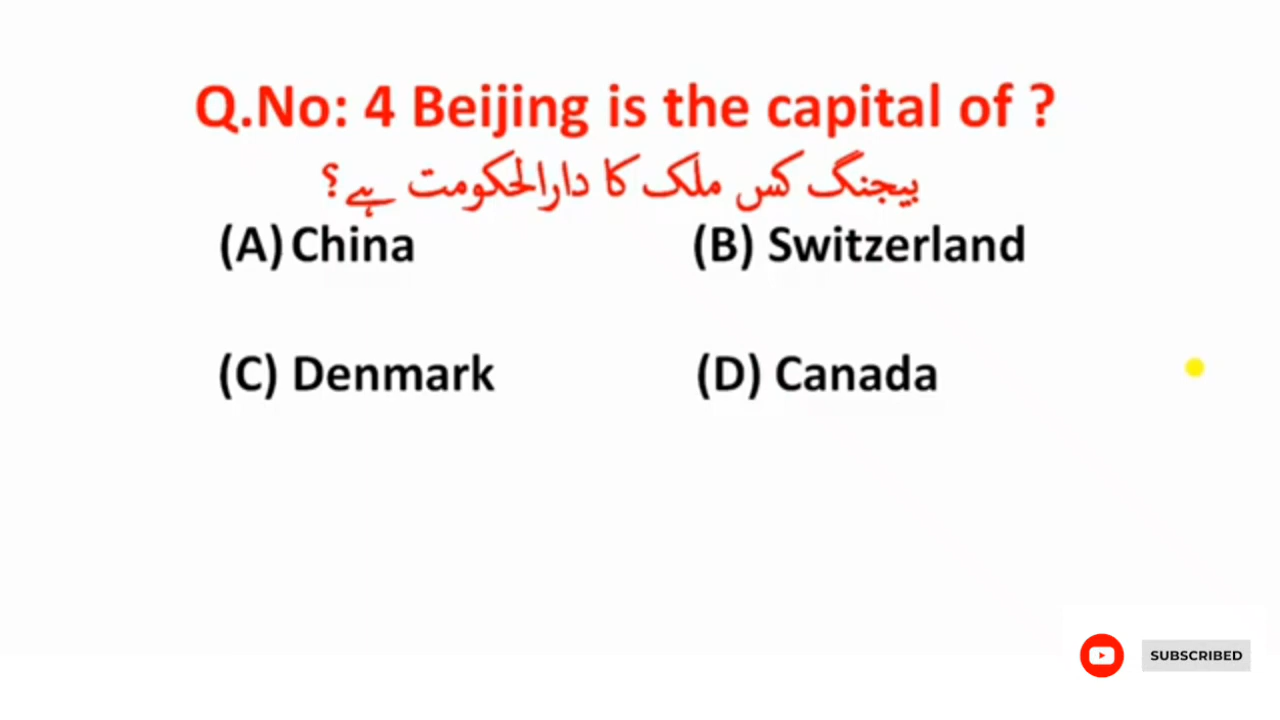 Q.No: 4 Beijing is the capital of ?
بیجنگ کس ملک کا دارالحکومت ہے؟
(A) China (B) Switzerland
(C) Denmark (D) Canada
SUBSCRIBED